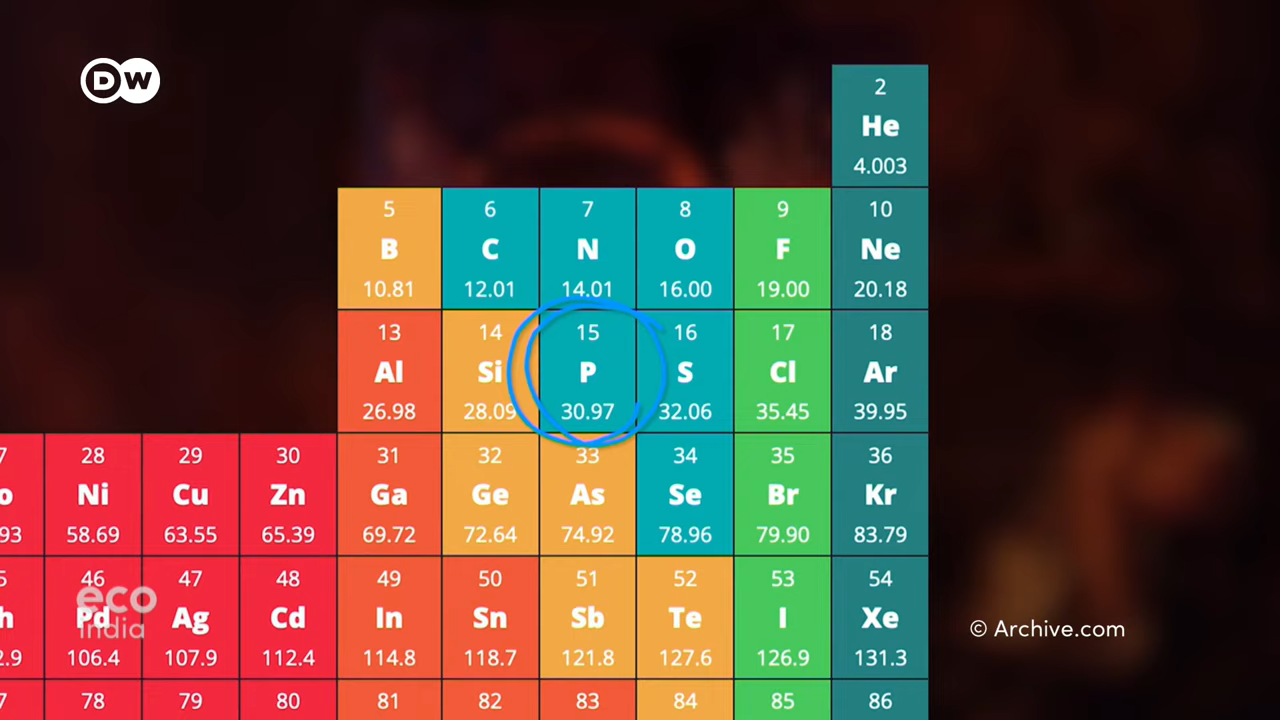 DW
2
He
4.003
5 6 7 8 9 10
B C N O F Ne
10.81 12.01 14.01 16.00 19.00 20.18
13 14 15 16 17 18
Al Si P S Cl Ar
26.98 28.09 30.97 32.06 35.45 39.95
7 28 29 30 31 32 33 34 35 36
o Ni Cu Zn Ga Ge As Se Br Kr
93 58.69 63.55 65.39 69.72 72.64 74.92 78.96 79.90 83.79
5 46 47 48 49 50 51 52 53 54
h Pd Ag Cd In Sn Sb Te I Xe
2.9 106.4 107.9 112.4 114.8 118.7 121.8 127.6 126.9 131.3
7 78 79 80 81 82 83 84 85 86
eco
india
© Archive.com